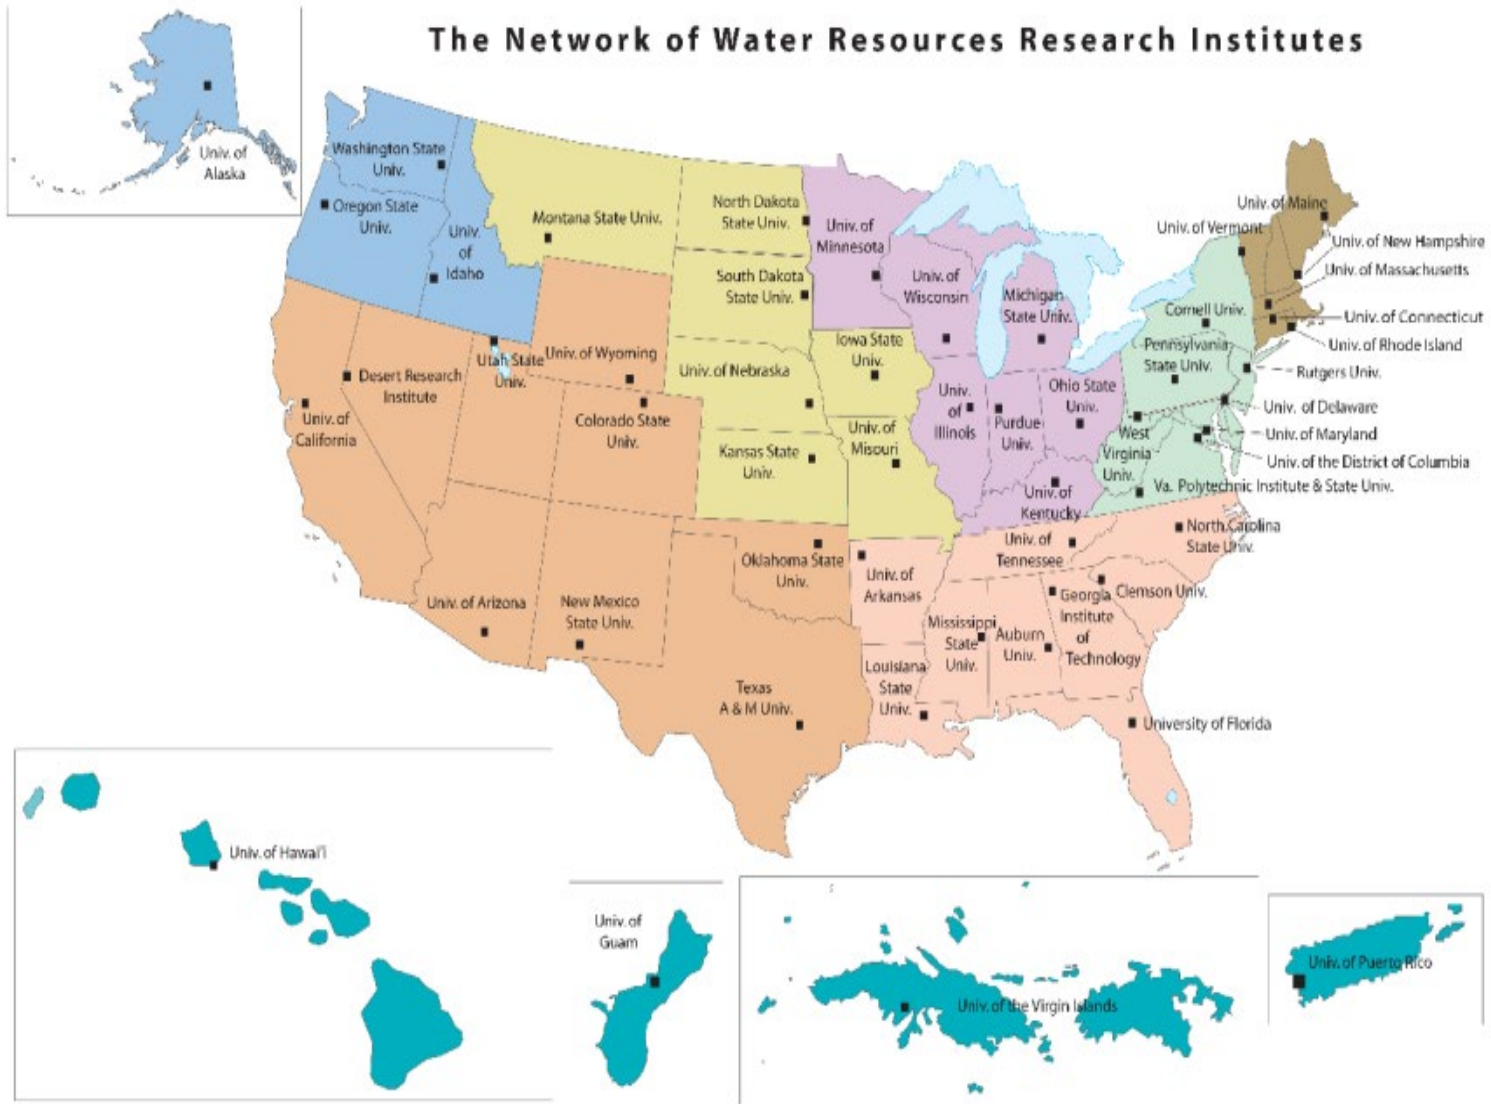 The Network of Water Resources Research Institutes
Univ. of
Alaska
Washington State
Univ.
Oregon State
Univ.
Univ.
of
Idaho
Montana State Univ.
North Dakota
State Univ.
South Dakota
State Univ.
Univ. of
Minnesota
Univ. of
Wisconsin
Michigan
State Univ.
Univ. of Maine
Univ. of Vermont
Univ. of New Hampshire
Univ. of Massachusetts
Univ. of Connecticut
Univ. of Rhode Island
Cornell Univ.
Pennsylvania
State Univ.
Rutgers Univ.
Univ. of Delaware
Univ. of Maryland
Univ. of the District of Columbia
Va. Polytechnic Institute & State Univ.
West
Virginia
Univ.
Ohio State
Univ.
Purdue
Univ.
Univ.
of
Illinois
Iowa State
Univ.
Univ. of
Misouri
Univ. of Nebraska
Kansas State
Univ.
Univ. of Wyoming
Utah State
Univ.
Colorado State
Univ.
Desert Research
Institute
Univ. of
California
Univ. of Arizona
New Mexico
State Univ.
Oklahoma State
Univ.
Texas
A & M Univ.
Univ. of
Kentucky
Univ. of
Tennessee
North Carolina
State Univ.
Clemson Univ.
Georgia
Institute
of
Technology
Univ. of
Arkansas
Mississippi
State
Univ.
Auburn
Univ.
Louisiana
State
Univ.
University of Florida
Univ. of Hawai'i
Univ. of
Guam
Univ. of the Virgin Islands
Univ. of Puerto Rico